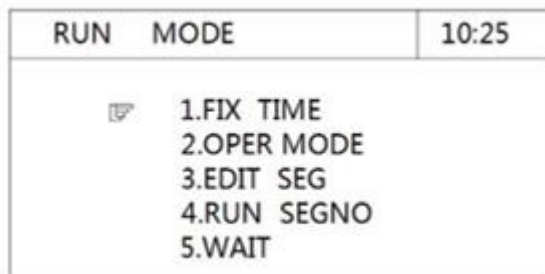 RUN MODE 10:25
1.FIX TIME
2.OPER MODE
3.EDIT SEG
4.RUN SEGNO
5.WAIT